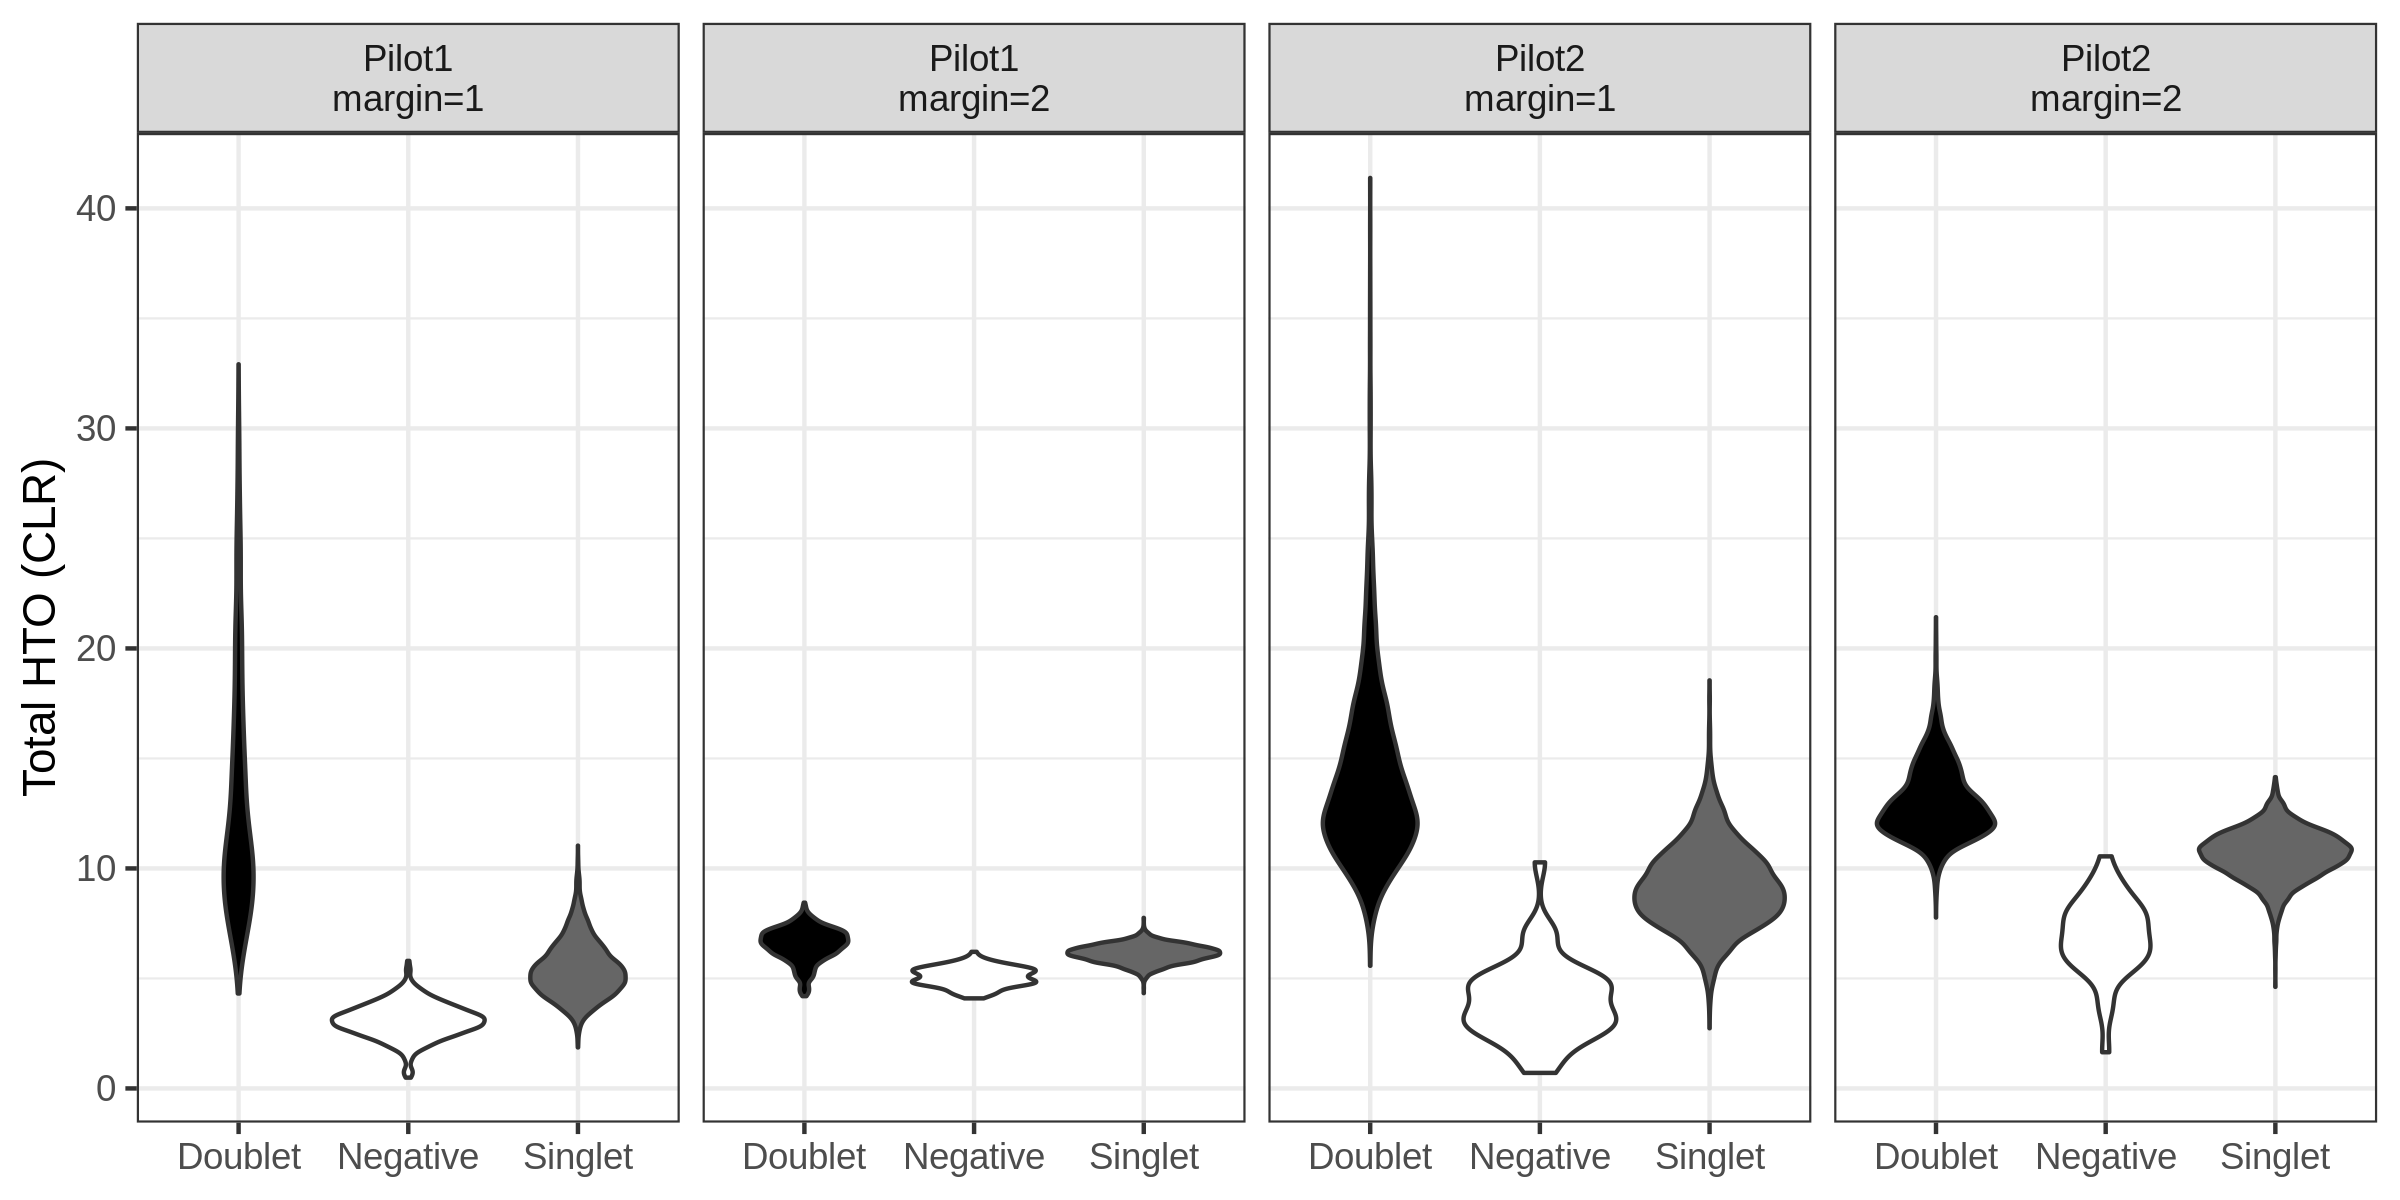 Pilot1
margin=1
Pilot1
margin=2
Pilot2
margin=1
Pilot2
margin=2
Total HTO (CLR)
40
30
20
10
0
Doublet Negative Singlet
Doublet Negative Singlet
Doublet Negative Singlet
Doublet Negative Singlet